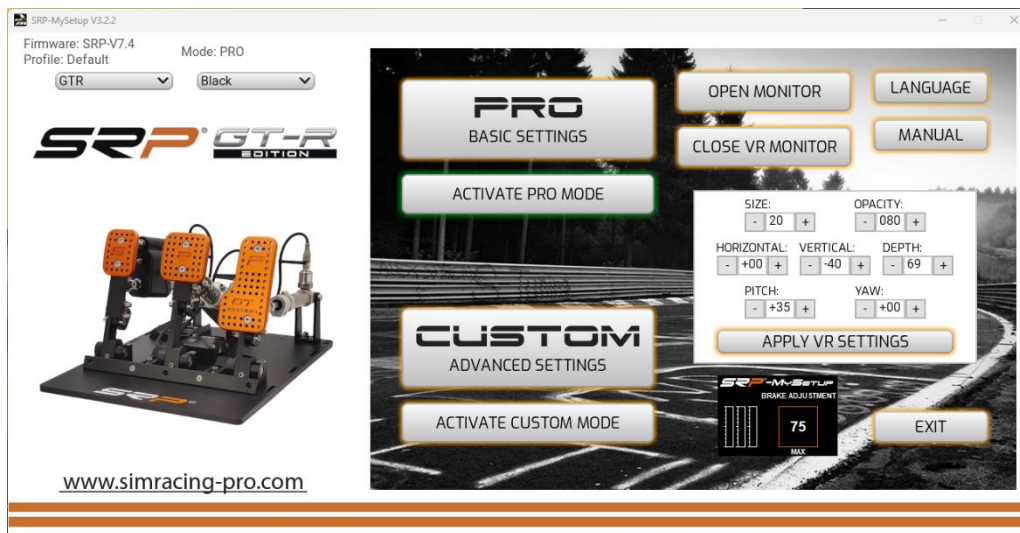 SRP-MySetup V3.2.2
Firmware: SRP-V7.4
Profile: Default
Mode: PRO
GTR
Black
SRP® GT-R
EDITION
www.simracing-pro.com
PRO
BASIC SETTINGS
ACTIVATE PRO MODE
CUSTOM
ADVANCED SETTINGS
ACTIVATE CUSTOM MODE
OPEN MONITOR
CLOSE VR MONITOR
LANGUAGE
MANUAL
SIZE:
- 20 +
OPACITY:
- 080 +
HORIZONTAL:
- +00 +
VERTICAL:
- -40 +
DEPTH:
- 69 +
PITCH:
- +35 +
YAW:
- +00 +
APPLY VR SETTINGS
SRP-MySetup
BRAKE ADJUSTMENT
75
MAX
EXIT
SRP
GT